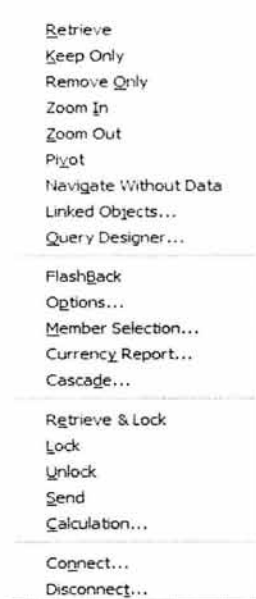 Retrieve
Keep Only
Remove Only
Zoom In
Zoom Out
Pivot
Navigate Without Data
Linked Objects...
Query Designer...
FlashBack
Options...
Member Selection...
Currency Report...
Cascade...
Retrieve & Lock
Lock
Unlock
Send
Calculation...
Connect...
Disconnect...